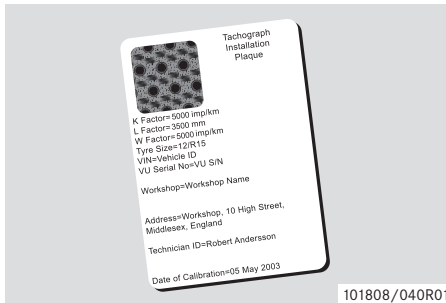 Tachograph
Installation
Plaque
K Factor=5000 imp/km
L Factor=3500 mm
W Factor=5000 imp/km
Tyre Size=12/R15
VIN=Vehicle ID
VU Serial No=VU S/N
Workshop=Workshop Name
Address=Workshop, 10 High Street,
Middlesex, England
Technician ID=Robert Andersson
Date of Calibration=05 May 2003
101808/040R01